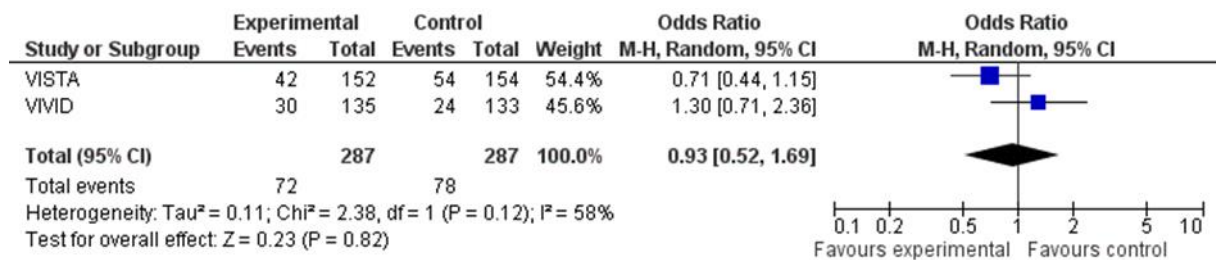 Experimental Control Odds Ratio Odds Ratio
Study or Subgroup Events Total Events Total Weight M-H, Random, 95% CI M-H, Random, 95% CI
VISTA 42 152 54 154 54.4% 0.71 [0.44, 1.15]
VIVID 30 135 24 133 45.6% 1.30 [0.71, 2.36]
Total (95% CI) 287 287 100.0% 0.93 [0.52, 1.69]
Total events 72 78
Heterogeneity: Tau² = 0.11; Chi² = 2.38, df = 1 (P = 0.12); I² = 58%
Test for overall effect: Z = 0.23 (P = 0.82)
0.1 0.2 0.5 1 2 5 10
Favours experimental Favours control